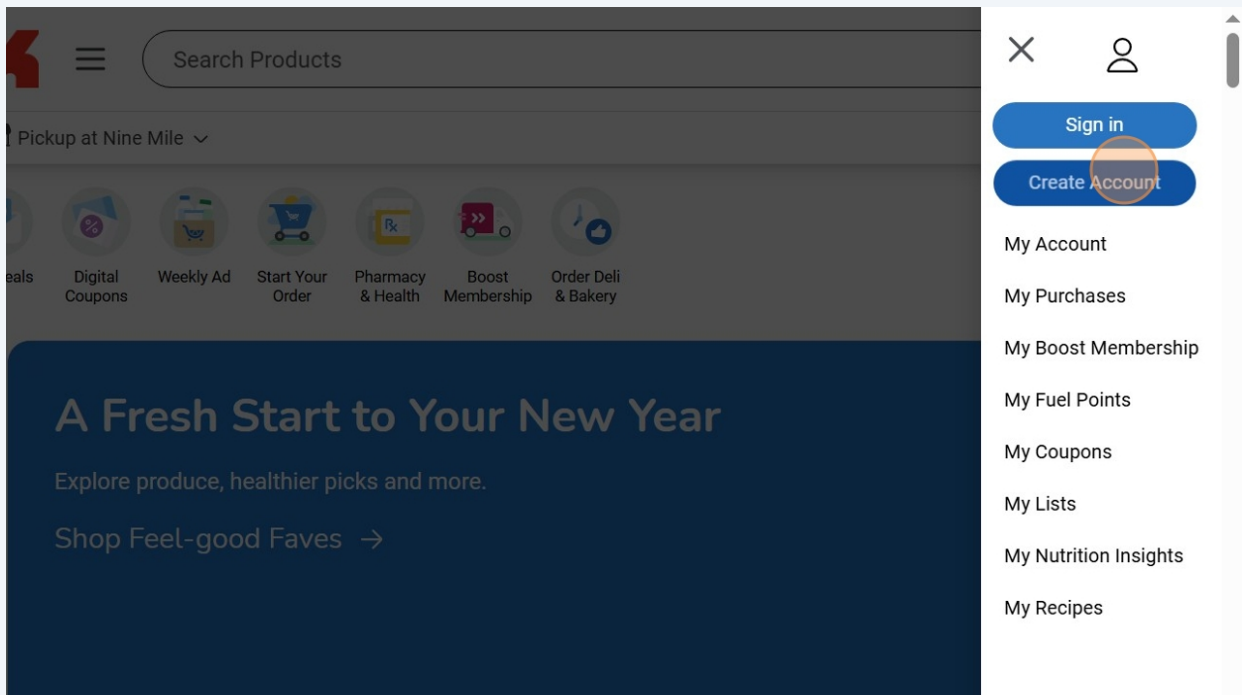 Search Products
Pickup at Nine Mile
eals
Digital
Coupons
Weekly Ad
Start Your
Order
Rx
Pharmacy
& Health
Boost
Membership
Order Deli
& Bakery
A Fresh Start to Your New Year
Explore produce, healthier picks and more.
Shop Feel-good Faves →
Sign in
Create Account
My Account
My Purchases
My Boost Membership
My Fuel Points
My Coupons
My Lists
My Nutrition Insights
My Recipes